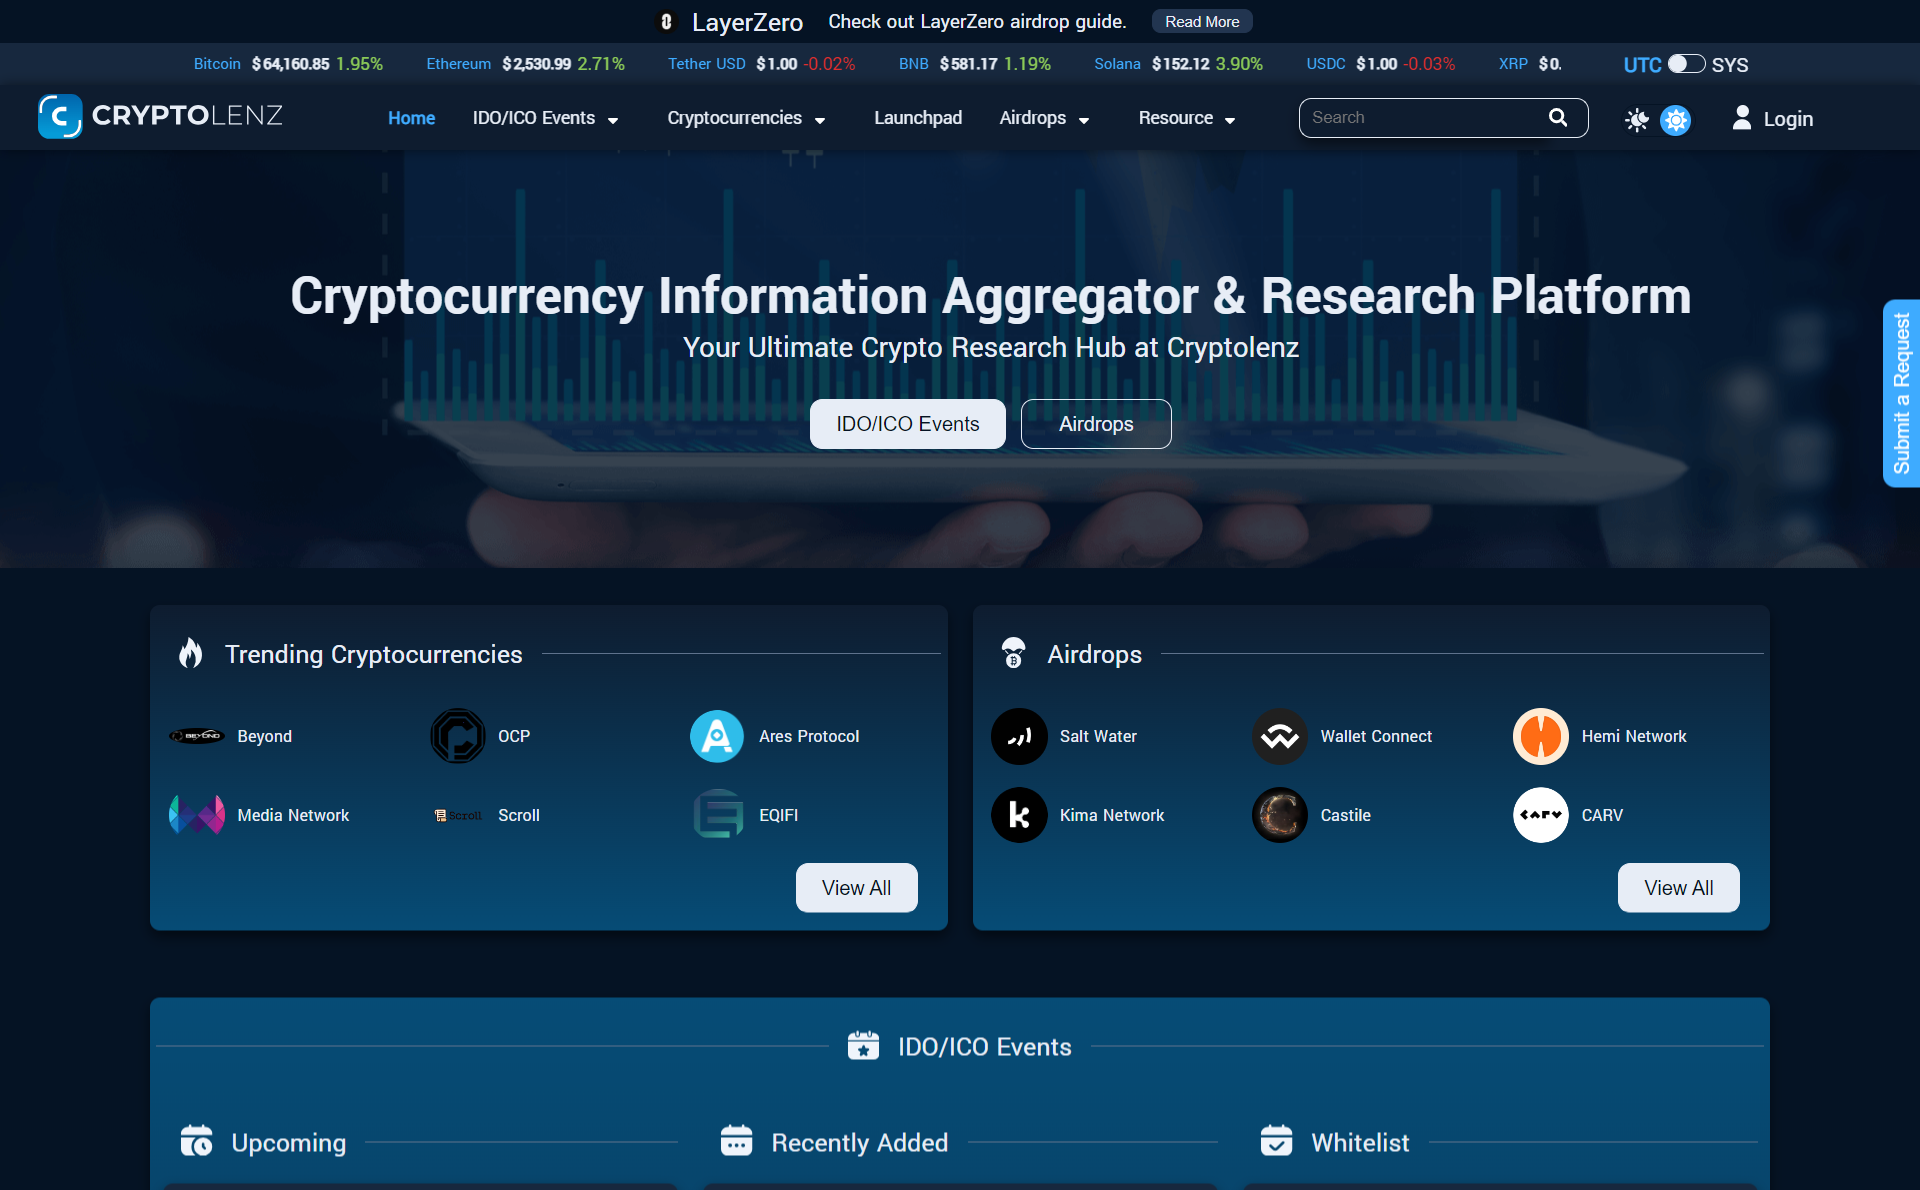 LayerZero Check out LayerZero airdrop guide. Read More
Bitcoin $64,160.85 1.95% Ethereum $2,530.99 2.71% Tether USD $1.00 -0.02% BNB $581.17 1.19% Solana $152.12 3.90% USDC $1.00 -0.03% XRP $0. UTC SYS
CRYPTOLENZ Home IDO/ICO Events Cryptocurrencies Launchpad Airdrops Resource Search Login
Cryptocurrency Information Aggregator & Research Platform
Your Ultimate Crypto Research Hub at Cryptolenz
IDO/ICO Events Airdrops
Submit a Request
Trending Cryptocurrencies
BEYOND Beyond OCP Ares Protocol
Media Network Scroll Scroll EQIFI
View All
Airdrops
Salt Water Wallet Connect Hemi Network
Kima Network Castile CARV CARV
View All
IDO/ICO Events
Upcoming Recently Added Whitelist